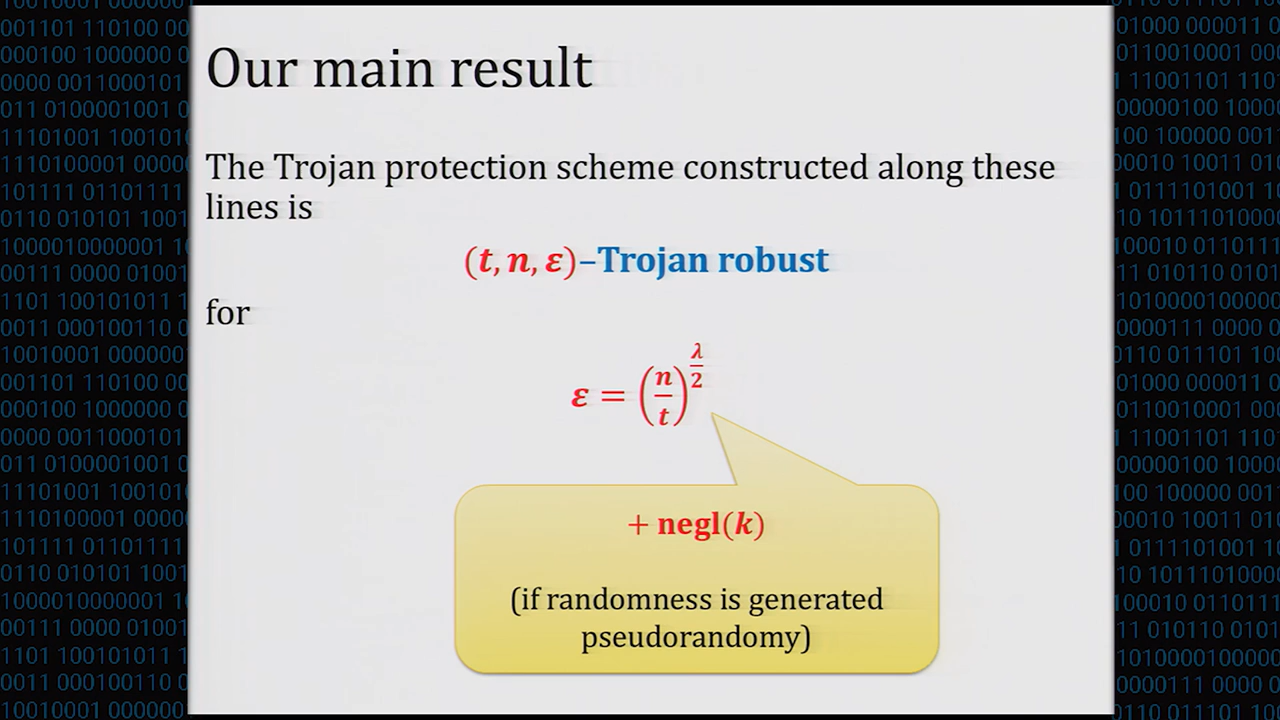 Our main result
The Trojan protection scheme constructed along these
lines is
(t, n, ε)–Trojan robust
for
ε = (n/t)^(λ/2)
+ negl(k)
(if randomness is generated
pseudorandomy)